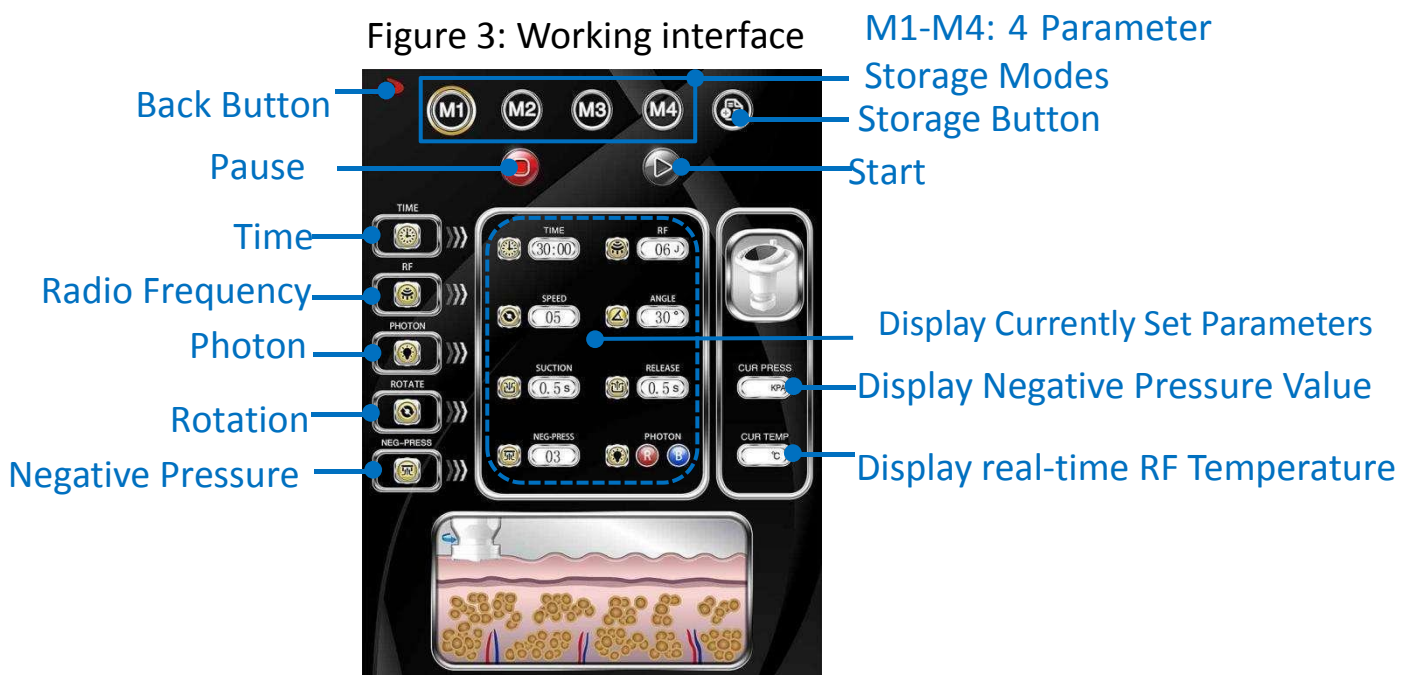 Figure 3: Working interface
M1-M4: 4 Parameter
Storage Modes
Back Button
M1 M2 M3 M4
Storage Button
Pause
Start
TIME
Time
RF
Radio Frequency
PHOTON
Photon
ROTATE
Rotation
NEG-PRESS
Negative Pressure
TIME RF
30:00 06 J
SPEED ANGLE
05 30°
SUCTION RELEASE
0.5 s 0.5 s
NEG-PRESS PHOTON
03 R B
Display Currently Set Parameters
CUR PRESS
KPA
Display Negative Pressure Value
CUR TEMP
℃
Display real-time RF Temperature